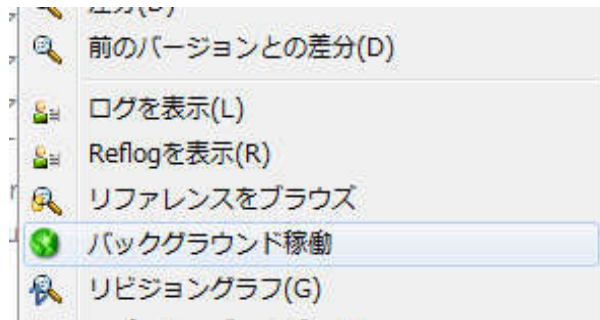 前のバージョンとの差分(D)
ログを表示(L)
Reflogを表示(R)
リファレンスをブラウズ
バックグラウンド稼働
リビジョングラフ(G)